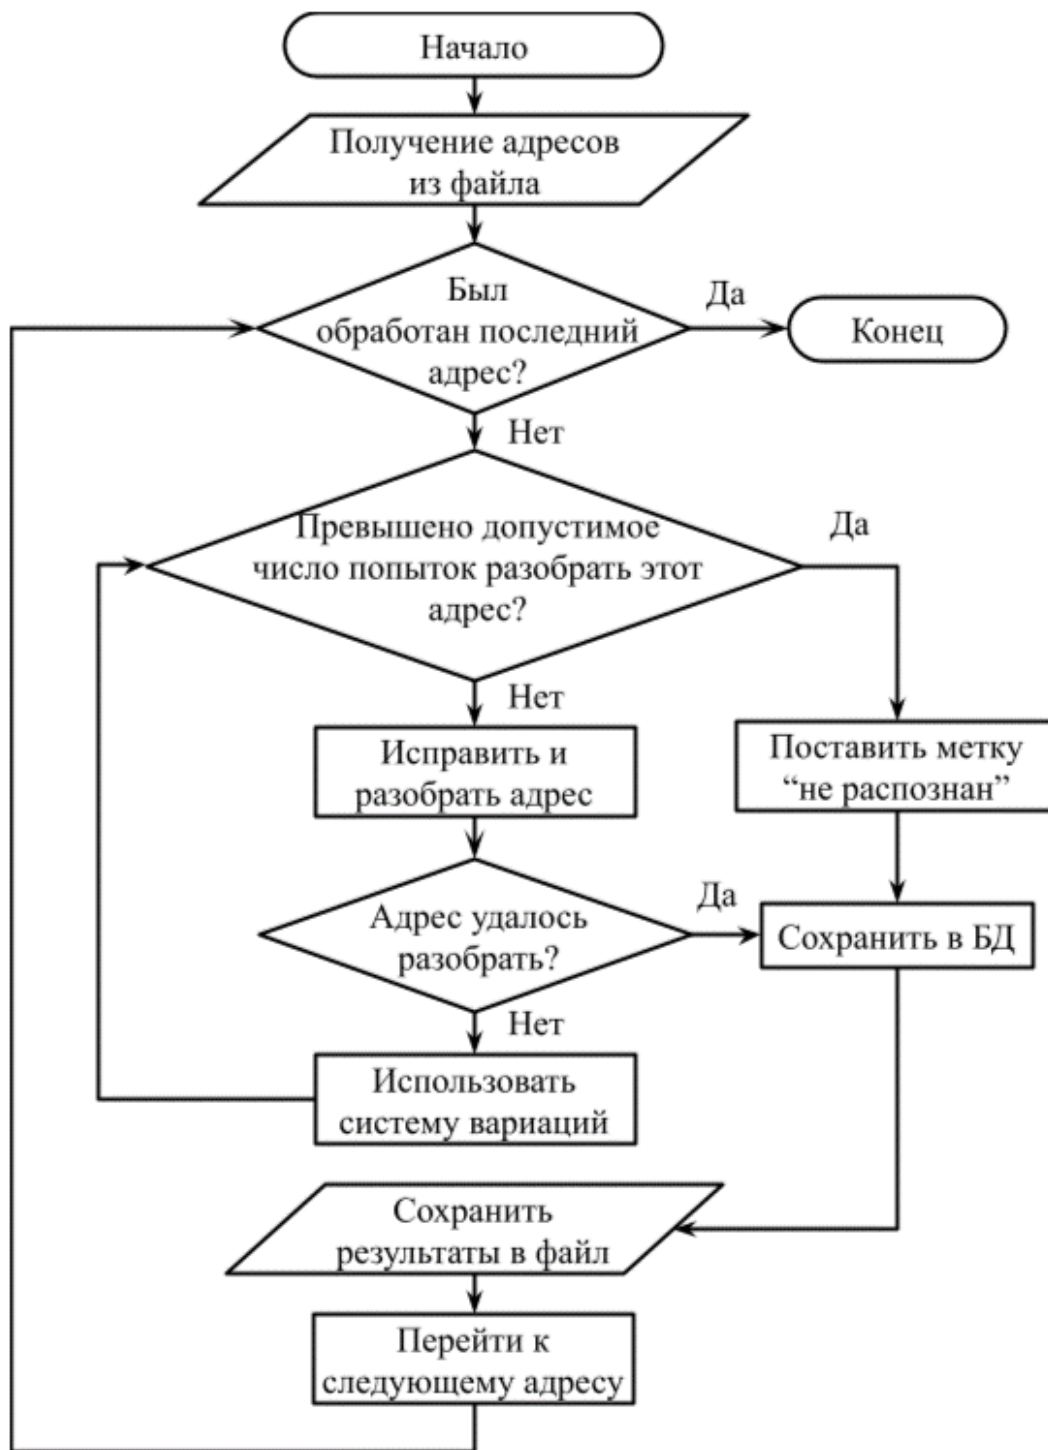 Начало
Получение адресов
из файла
Был
обработан последний
адрес?
Да
Конец
Нет
Превышено допустимое
число попыток разобрать этот
адрес?
Да
Нет
Исправить и
разобрать адрес
Поставить метку
“не распознан”
Адрес удалось
разобрать?
Да
Сохранить в БД
Нет
Использовать
систему вариаций
Сохранить
результаты в файл
Перейти к
следующему адресу